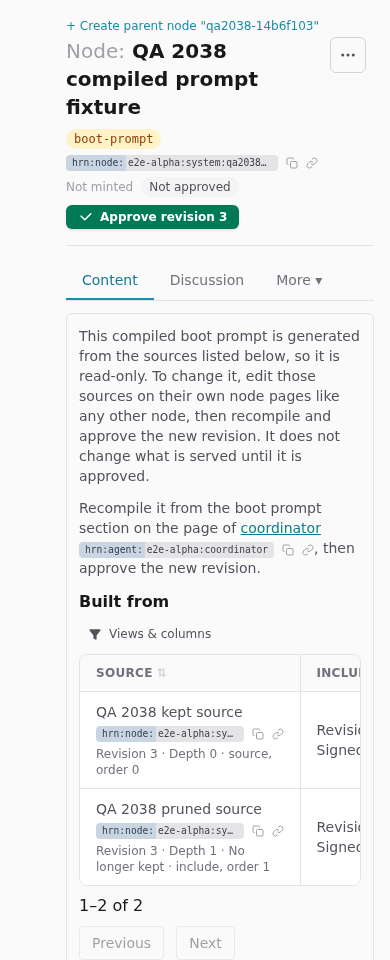 + Create parent node "qa2038-14b6f103"
Node: QA 2038
compiled prompt
fixture
boot-prompt
hrn:node: e2e-alpha:system:qa2038…
Not minted Not approved
Approve revision 3
Content Discussion More ▾
This compiled boot prompt is generated
from the sources listed below, so it is
read-only. To change it, edit those
sources on their own node pages like
any other node, then recompile and
approve the new revision. It does not
change what is served until it is
approved.
Recompile it from the boot prompt
section on the page of coordinator
hrn:agent: e2e-alpha:coordinator , then
approve the new revision.
Built from
Views & columns
SOURCE ⇅
QA 2038 kept source
hrn:node: e2e-alpha:sy…
Revision 3 · Depth 0 · source,
order 0
Signed
QA 2038 pruned source
hrn:node: e2e-alpha:sy…
Revision 3 · Depth 1 · No
longer kept · include, order 1
Signed
1–2 of 2
Previous Next